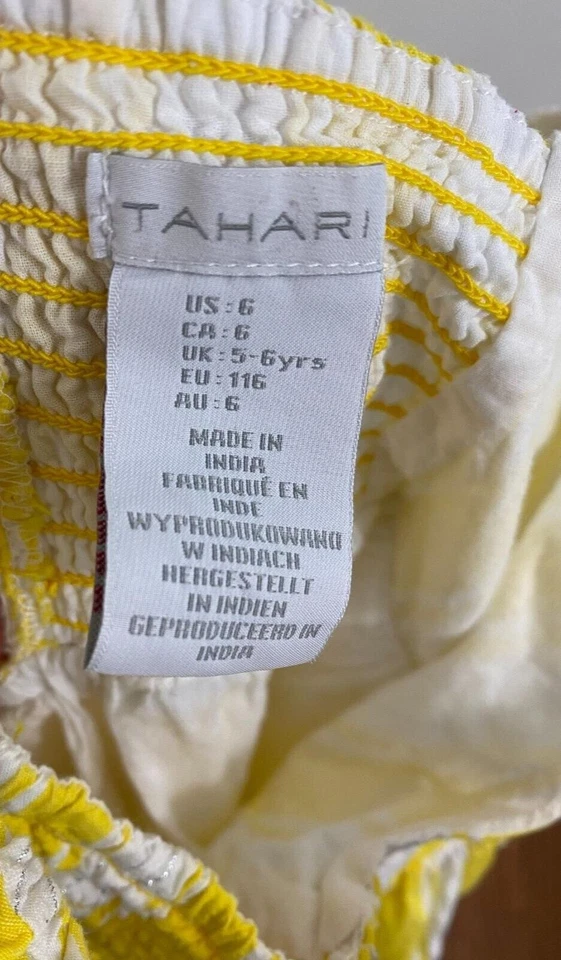 TAHARI
US : 6
CA : 6
UK : 5-6yrs
EU : 116
AU : 6
MADE IN
INDIA
FABRIQUÉ EN
INDE
WYPRODUKOWANO
W INDIACH
HERGESTELLT
IN INDIEN
GEPRODUCEERD IN
INDIA